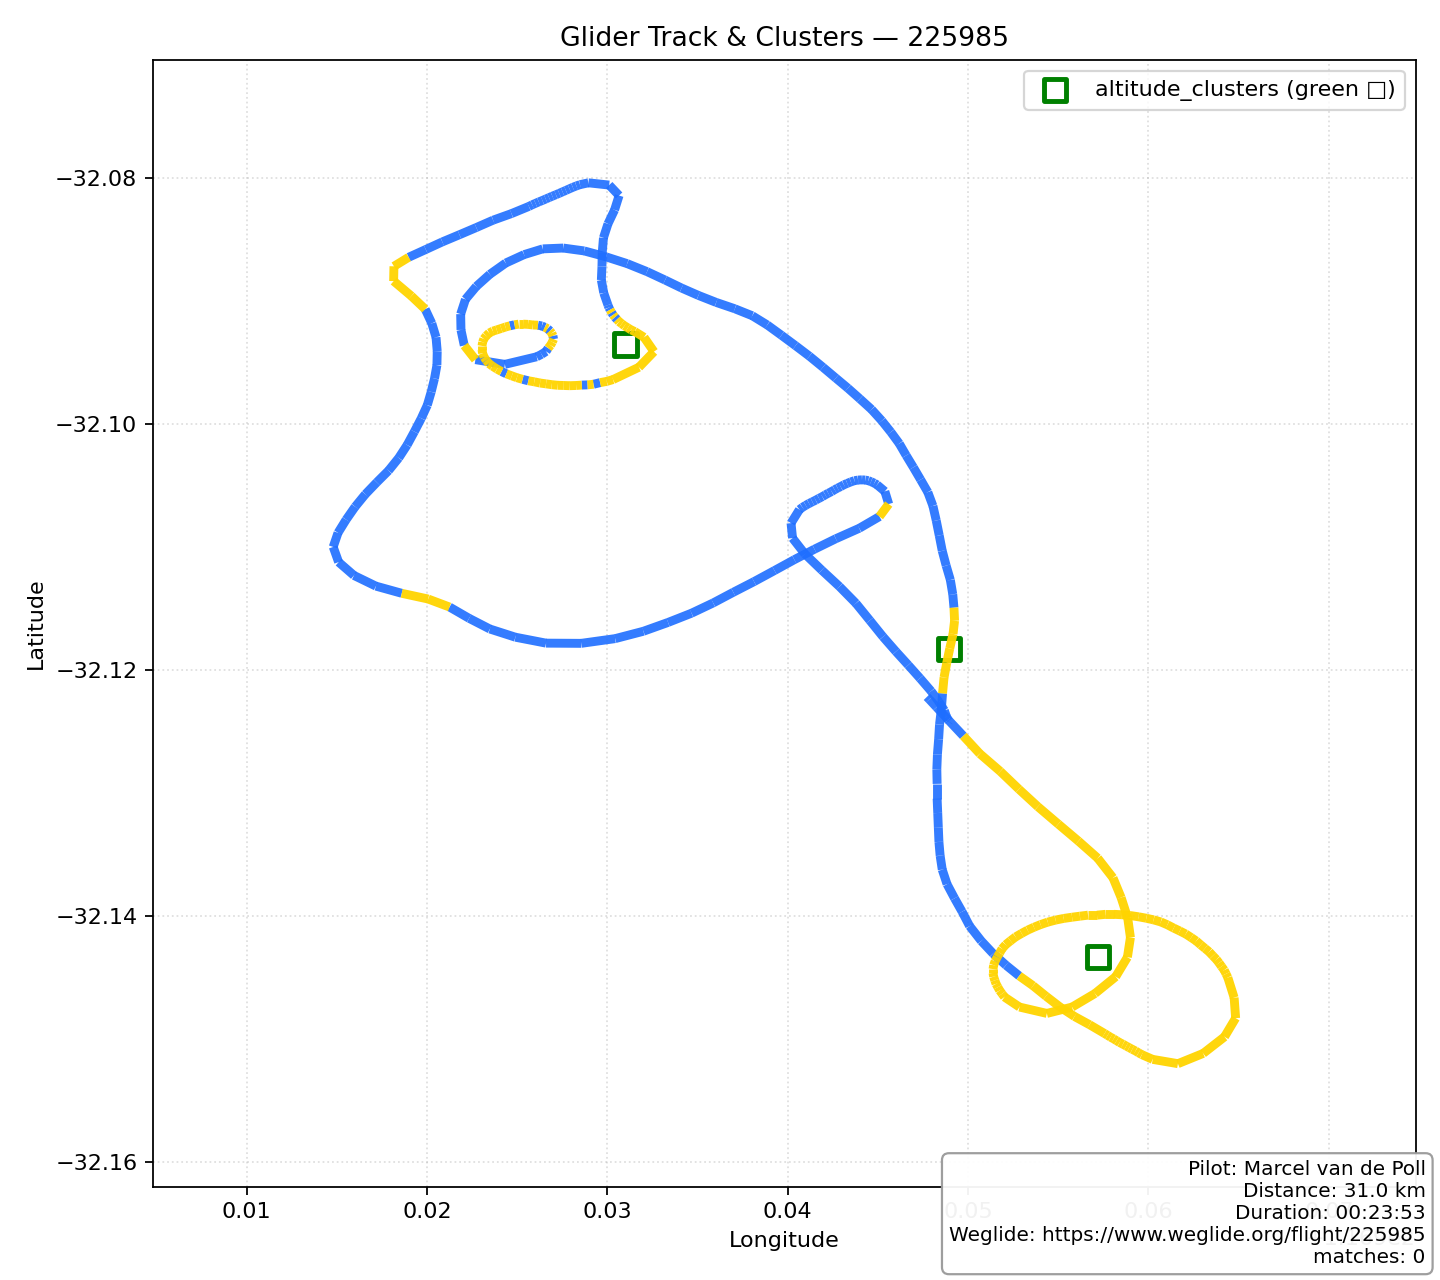 Glider Track & Clusters — 225985
altitude_clusters (green □)
−32.08
−32.10
−32.12
−32.14
−32.16
Latitude
0.01
0.02
0.03
0.04
0.05
0.06
Longitude
Pilot: Marcel van de Poll
Distance: 31.0 km
Duration: 00:23:53
Weglide: https://www.weglide.org/flight/225985
matches: 0